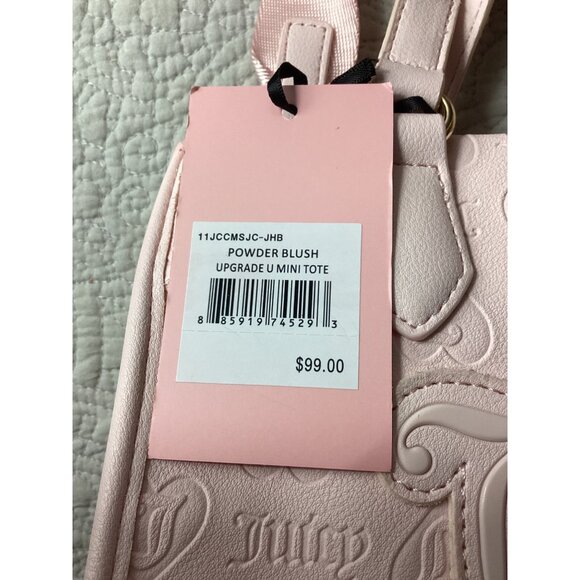 11JCCMSJC-JHB
POWDER BLUSH
UPGRADE U MINI TOTE
8 85919 74529 3
$99.00
Juicy